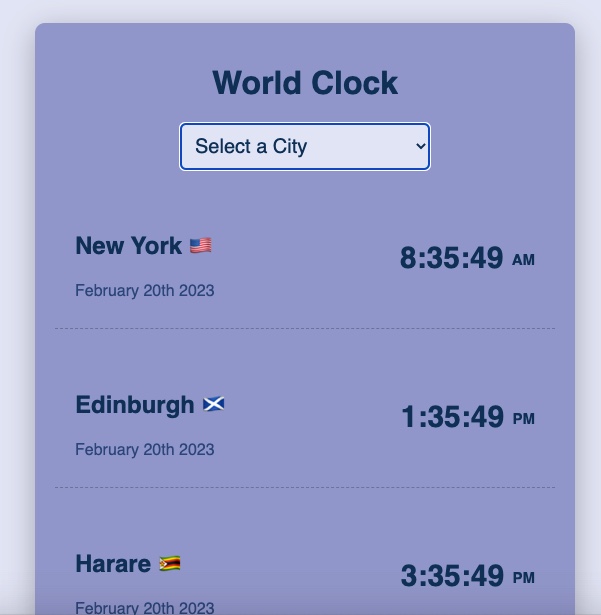 World Clock
Select a City
New York 🇺🇸 8:35:49 AM
February 20th 2023
Edinburgh 🏴󠁧󠁢󠁳󠁣󠁴󠁿 1:35:49 PM
February 20th 2023
Harare 🇿🇼 3:35:49 PM
February 20th 2023